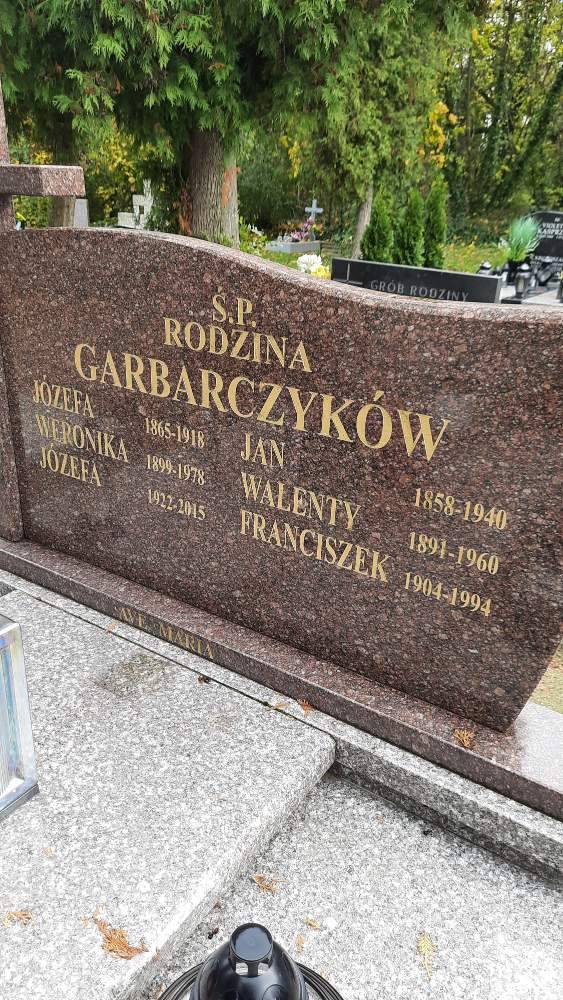 Ś.P.
RODZINA
GARBARCZYKÓW
JÓZEFA 1865-1918
WERONIKA 1899-1978
JÓZEFA 1922-2015
JAN 1858-1940
WALENTY 1891-1960
FRANCISZEK 1904-1994
AVE MARIA
GRÓB RODZINY